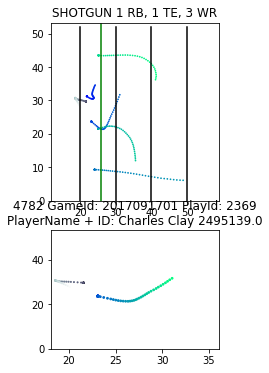 SHOTGUN 1 RB, 1 TE, 3 WR
50
40
30
20
10
0
20 30 40 50
4782 GameId: 2017091701 PlayId: 2369
PlayerName + ID: Charles Clay 2495139.0
40
20
0
20 25 30 35